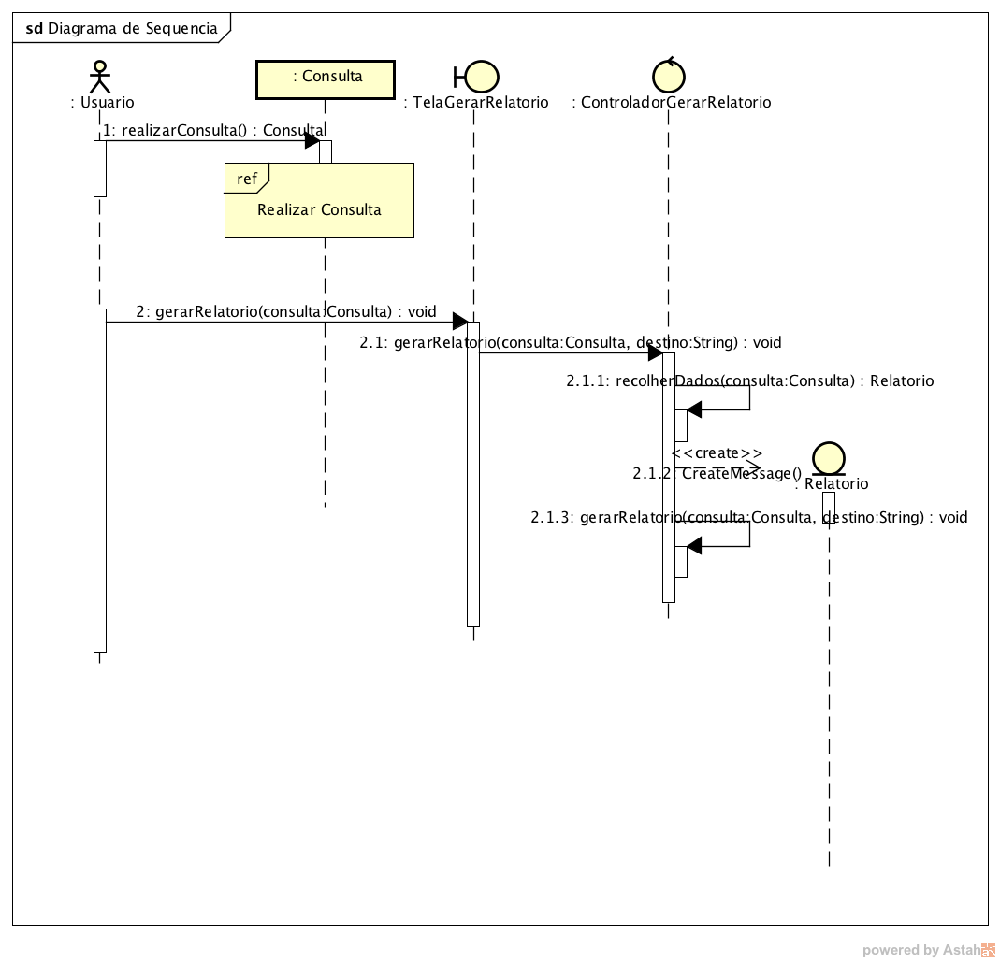 sd Diagrama de Sequencia
: Usuario
: Consulta
: TelaGerarRelatorio
: ControladorGerarRelatorio
1: realizarConsulta() : Consulta
ref
Realizar Consulta
2: gerarRelatorio(consulta:Consulta) : void
2.1: gerarRelatorio(consulta:Consulta, destino:String) : void
2.1.1: recolherDados(consulta:Consulta) : Relatorio
<<create>>
2.1.2: CreateMessage()
: Relatorio
2.1.3: gerarRelatorio(consulta:Consulta, destino:String) : void
powered by Astah